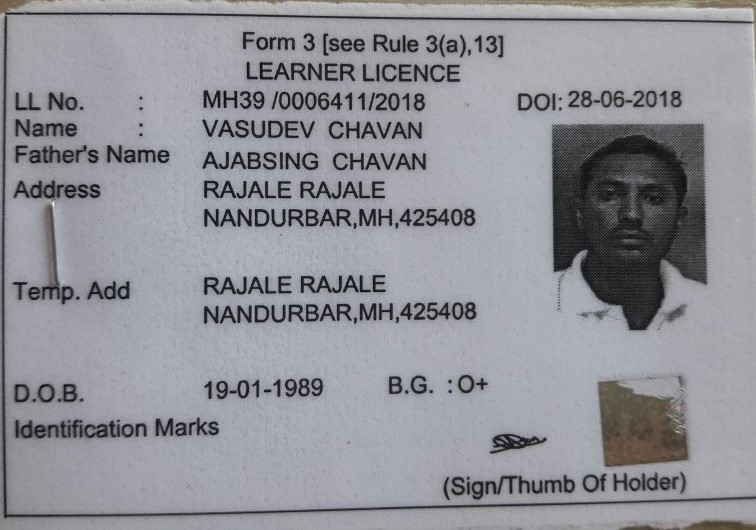 Form 3 [see Rule 3(a),13]
LEARNER LICENCE
LL No. : MH39 /0006411/2018 DOI: 28-06-2018
Name : VASUDEV CHAVAN
Father's Name AJABSING CHAVAN
Address RAJALE RAJALE
NANDURBAR,MH,425408
Temp. Add RAJALE RAJALE
NANDURBAR,MH,425408
D.O.B. 19-01-1989 B.G. :O+
Identification Marks
(Sign/Thumb Of Holder)